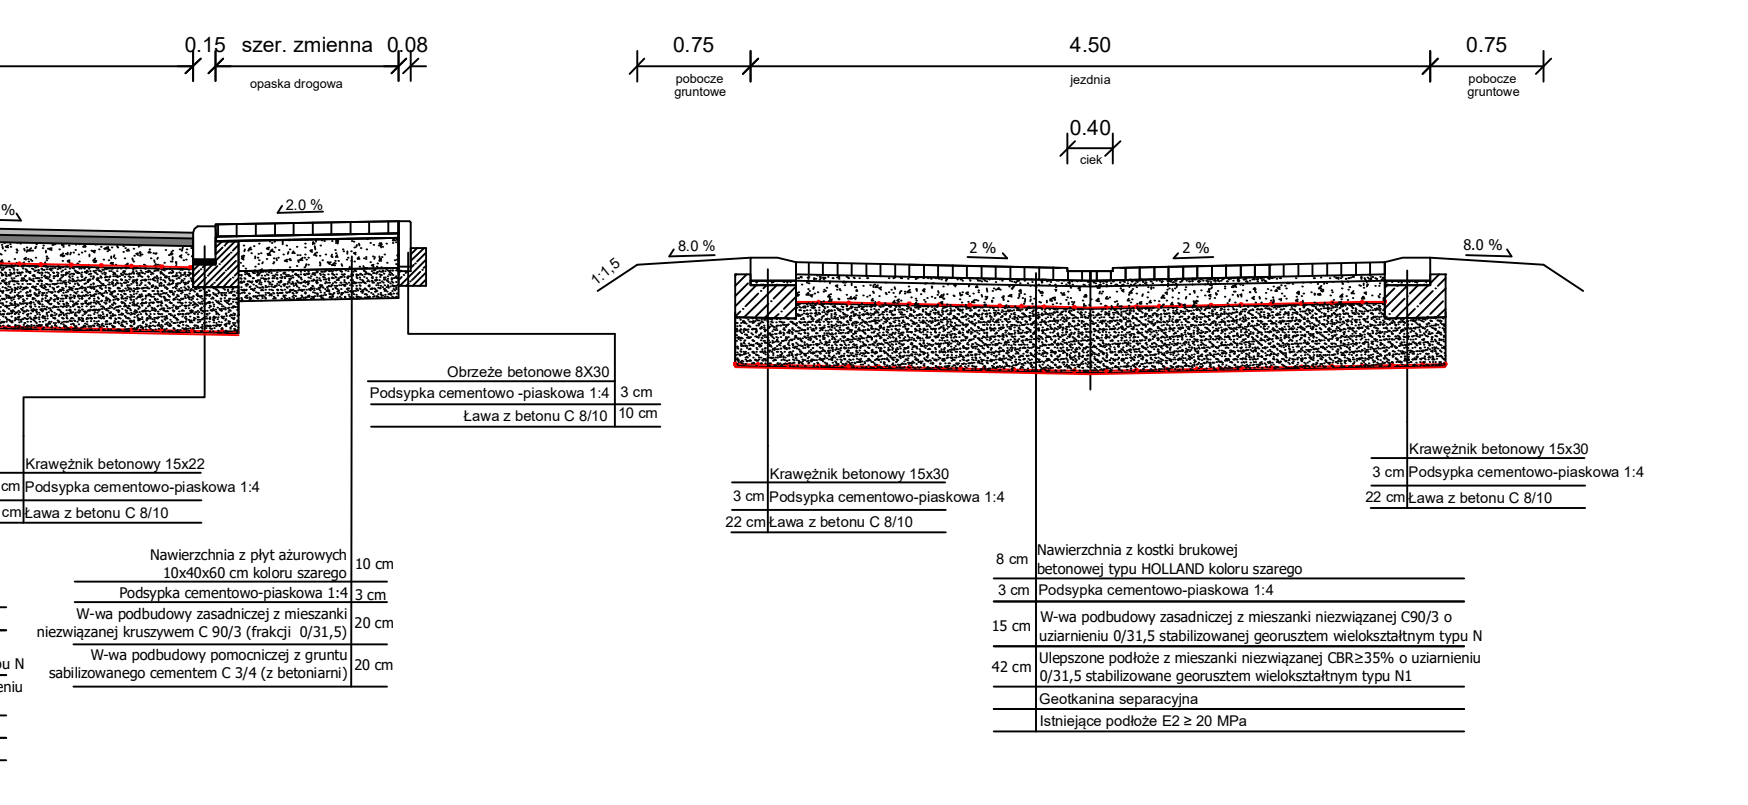 0.15 szer. zmienna 0.08
opaska drogowa
0.75 4.50 0.75
pobocze
gruntowe
jezdnia
pobocze
gruntowe
0.40
ciek
%
2.0 %
1:1,5
8.0 %
2 %
2 %
8.0 %
Obrzeże betonowe 8X30
Podsypka cementowo -piaskowa 1:4 3 cm
Ława z betonu C 8/10 10 cm
Krawężnik betonowy 15x22
cm Podsypka cementowo-piaskowa 1:4
cm Ława z betonu C 8/10
Krawężnik betonowy 15x30
3 cm Podsypka cementowo-piaskowa 1:4
22 cm Ława z betonu C 8/10
Krawężnik betonowy 15x30
3 cm Podsypka cementowo-piaskowa 1:4
22 cm Ława z betonu C 8/10
Nawierzchnia z płyt ażurowych
10x40x60 cm koloru szarego
10 cm
Podsypka cementowo-piaskowa 1:4 3 cm
W-wa podbudowy zasadniczej z mieszanki
niezwiązanej kruszywem C 90/3 (frakcji 0/31,5)
20 cm
W-wa podbudowy pomocniczej z gruntu
sabilizowanego cementem C 3/4 (z betoniarni)
20 cm
8 cm
Nawierzchnia z kostki brukowej
betonowej typu HOLLAND koloru szarego
3 cm Podsypka cementowo-piaskowa 1:4
15 cm
W-wa podbudowy zasadniczej z mieszanki niezwiązanej C90/3 o
uziarnieniu 0/31,5 stabilizowanej georusztem wielokształtnym typu N
42 cm
Ulepszone podłoże z mieszanki niezwiązanej CBR≥35% o uziarnieniu
0/31,5 stabilizowane georusztem wielokształtnym typu N1
Geotkanina separacyjna
Istniejące podłoże E2 ≥ 20 MPa
pu N
eniu